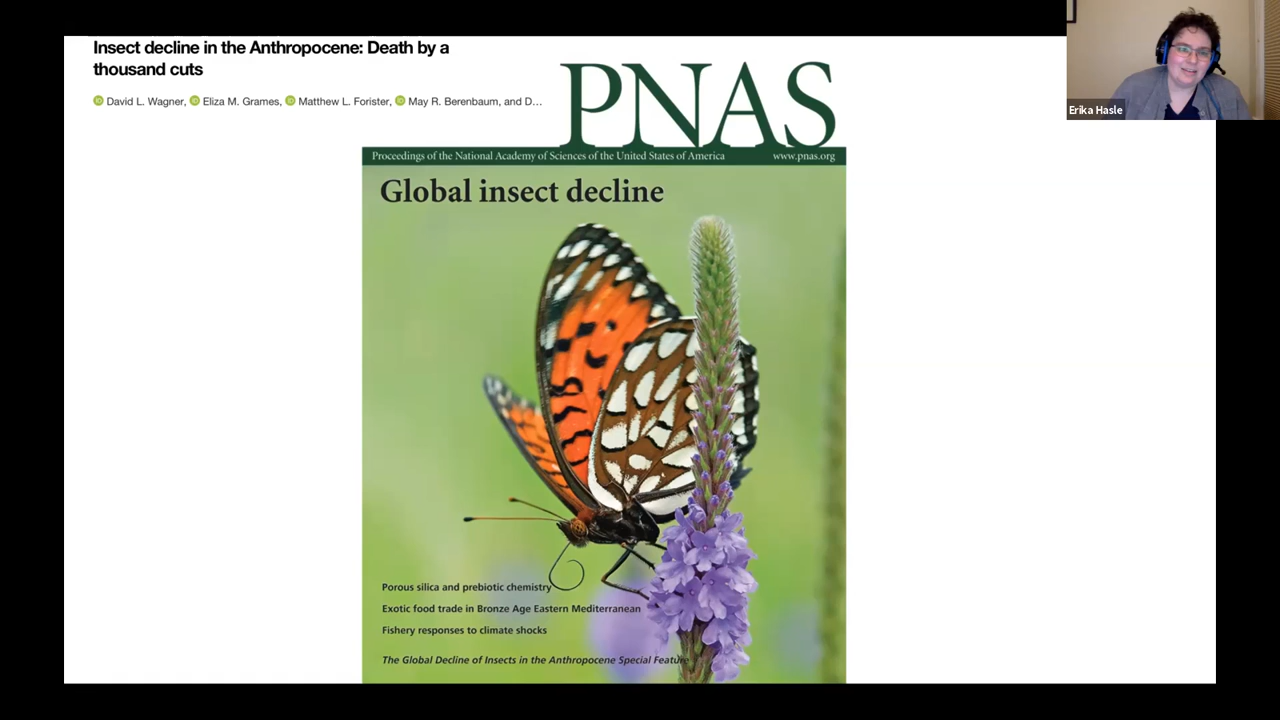 Insect decline in the Anthropocene: Death by a
thousand cuts
David L. Wagner, Eliza M. Grames, Matthew L. Forister, May R. Berenbaum, and D…
PNAS
Proceedings of the National Academy of Sciences of the United States of America www.pnas.org
Global insect decline
Porous silica and prebiotic chemistry
Exotic food trade in Bronze Age Eastern Mediterranean
Fishery responses to climate shocks
The Global Decline of Insects in the Anthropocene Special Feature
Erika Hasle